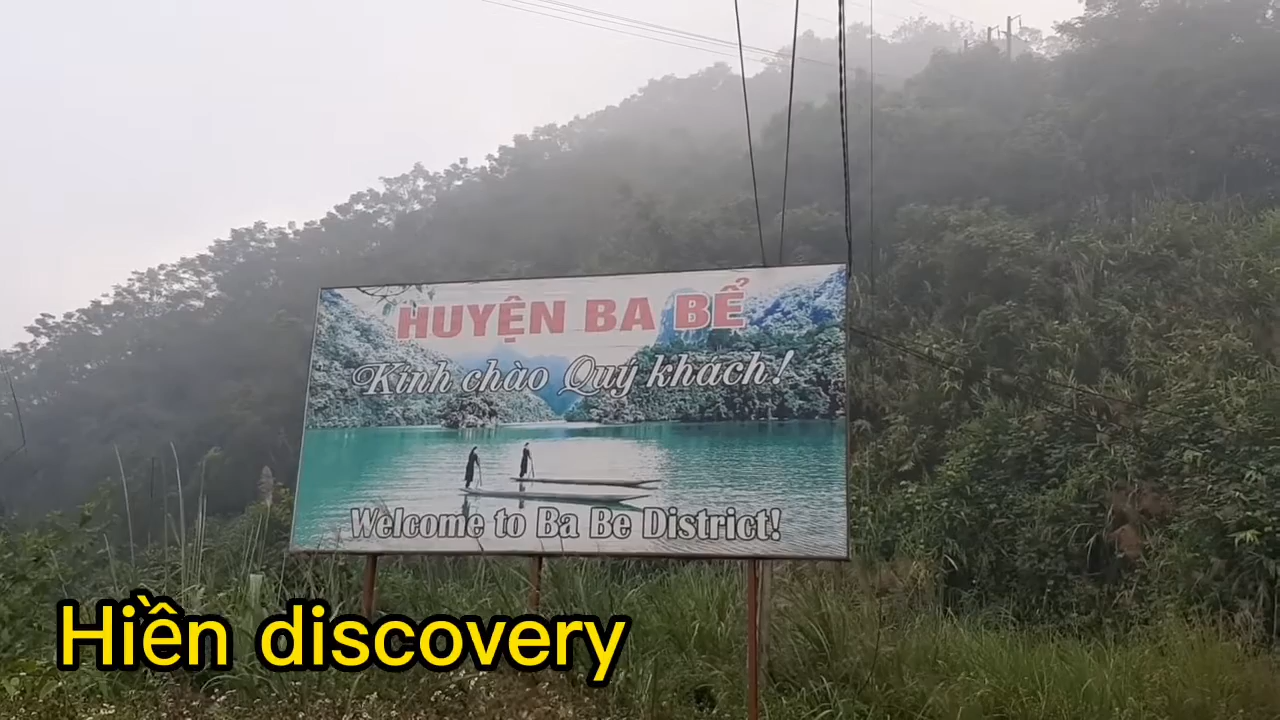 HUYỆN BA BỂ
Kính chào Quý khách!
Welcome to Ba Be District!
Hiền discovery